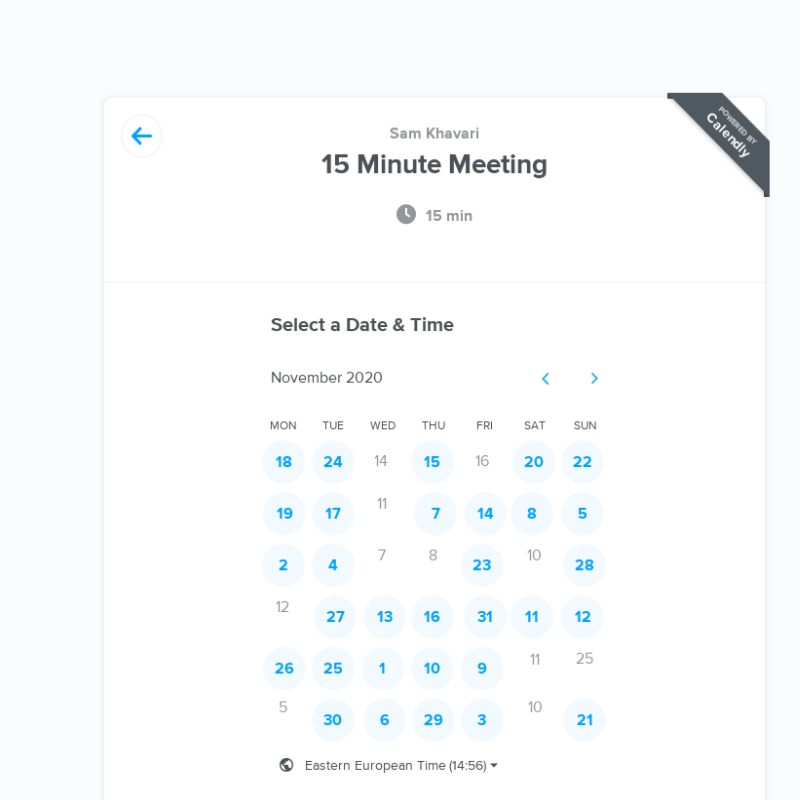 POWERED BY
Calendly
Sam Khavari
15 Minute Meeting
15 min
Select a Date & Time
November 2020
MON TUE WED THU FRI SAT SUN
18 24 14 15 16 20 22
19 17 11 7 14 8 5
2 4 7 8 23 10 28
12 27 13 16 31 11 12
26 25 1 10 9 11 25
5 30 6 29 3 10 21
Eastern European Time (14:56)